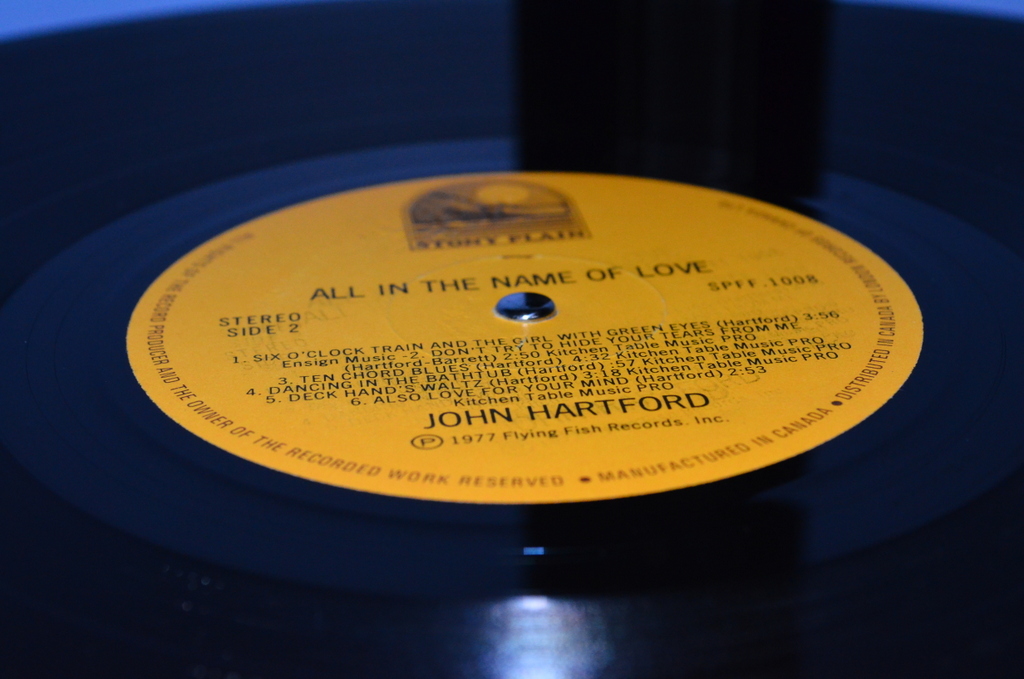 STONY PLAIN
ALL IN THE NAME OF LOVE
SPFF.1008
STEREO
SIDE 2
1. SIX O'CLOCK TRAIN AND THE GIRL WITH GREEN EYES (Hartford) 3:56
Ensign Music -2. DON'T TRY TO HIDE YOUR TEARS FROM ME
(Hartford-Barrett) 2:50 Kitchen Table Music PRO
3. TEN CHORD BLUES (Hartford) 4:32 Kitchen Table Music PRO
4. DANCING IN THE BATHTUB (Hartford) :57 Kitchen Table Music PRO
5. DECK HAND'S WALTZ (Hartford) 3:18 Kitchen Table Music PRO
6. ALSO LOVE FOR YOUR MIND (Hartford) 2:53
Kitchen Table Music PRO
JOHN HARTFORD
Ⓟ 1977 Flying Fish Records. Inc.
OF THE RECORD PRODUCER AND THE OWNER OF THE RECORDED WORK RESERVED • MANUFACTURED IN CANADA • DISTRIBUTED IN CANADA BY LONDON RECORDS